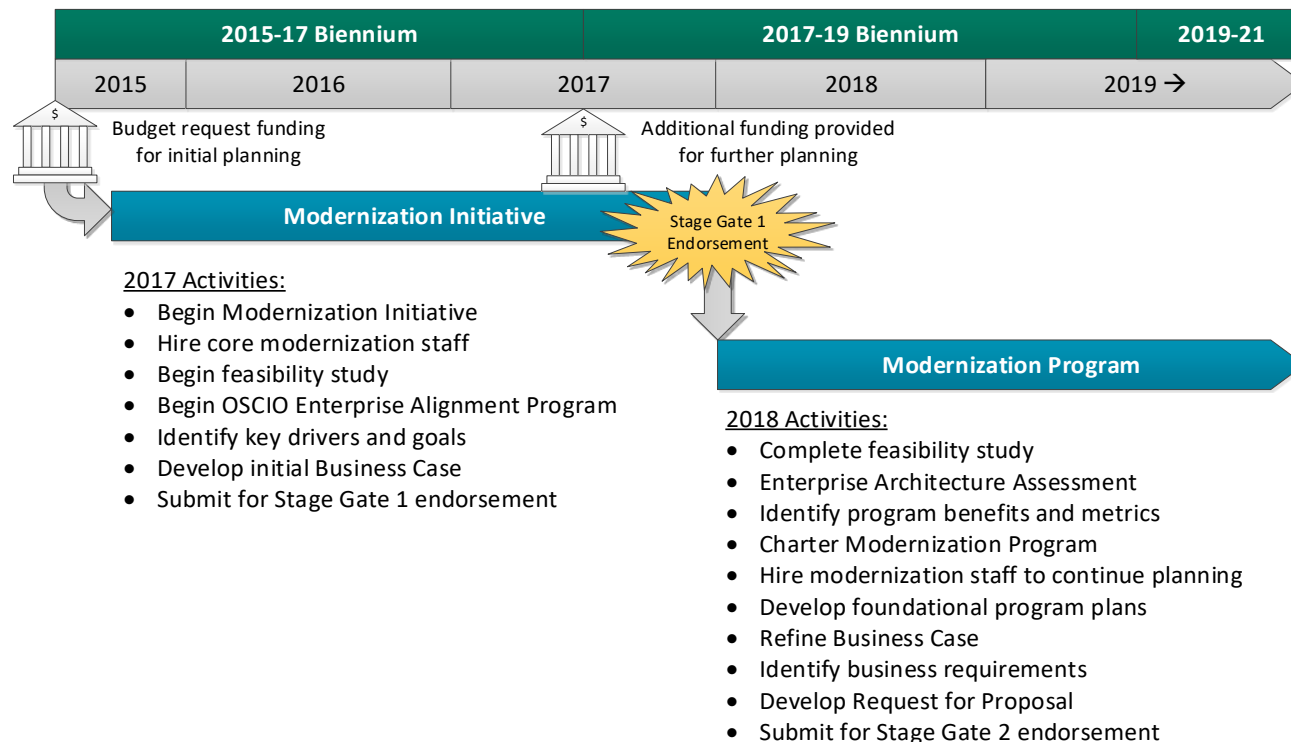 2015-17 Biennium
2017-19 Biennium
2019-21
2015
2016
2017
2018
2019 →
$
Budget request funding
for initial planning
$
Additional funding provided
for further planning
Modernization Initiative
Stage Gate 1
Endorsement
2017 Activities:
• Begin Modernization Initiative
• Hire core modernization staff
• Begin feasibility study
• Begin OSCIO Enterprise Alignment Program
• Identify key drivers and goals
• Develop initial Business Case
• Submit for Stage Gate 1 endorsement
Modernization Program
2018 Activities:
• Complete feasibility study
• Enterprise Architecture Assessment
• Identify program benefits and metrics
• Charter Modernization Program
• Hire modernization staff to continue planning
• Develop foundational program plans
• Refine Business Case
• Identify business requirements
• Develop Request for Proposal
• Submit for Stage Gate 2 endorsement